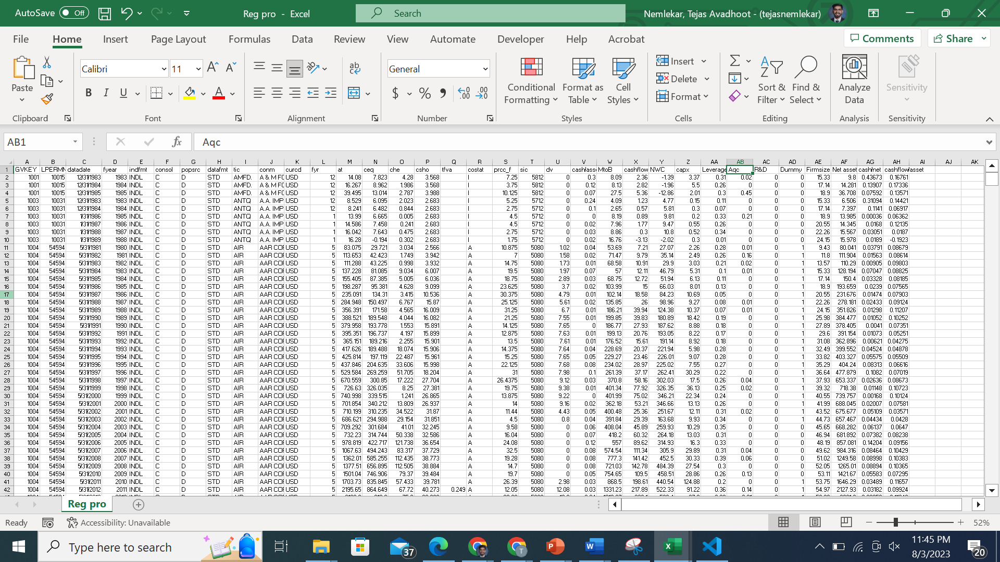 AutoSave Off Reg pro - Excel Search Nemlekar, Tejas Avadhoot - (tejasnemlekar)
File Home Insert Page Layout Formulas Data Review View Automate Developer Help Acrobat Comments Share
Paste Calibri 11 General Conditional Formatting Format as Table Cell Styles Insert Delete Format Sort & Filter Find & Select Analyze Data Sensitivity
Clipboard Font Alignment Number Styles Cells Editing Analysis Sensitivity
AB1 fx Aqc
A B C D E F G H I J K L M N O P Q R S T U V W X Y Z AA AB AC AD AE AF AG AH AI AJ AK
1 GVKEY LPERMN datadate fyear indfmt consol popsrc datafmt tic conm curcd fyr at ceq che csho tfva costat prcc_f sic dv cash/asse MtoB cashflow NWC capx Leverage Aqc R&D Dummy Firmsize Net asset cash/net cashflow/asset
2 1001 10015 12/31/1983 1983 INDL C D STD AMFD. A & M FO USD 12 14.08 7.823 4.28 3.568 I 7.25 5812 0 0.3 8.09 2.36 -1.39 3.37 0.31 0.02 0 0 15.33 9.8 0.43673 0.16761
3 1001 10015 12/31/1984 1984 INDL C D STD AMFD. A & M FO USD 12 16.267 8.962 1.986 3.568 I 3.75 5812 0 0.12 8.13 2.82 -1.96 5.5 0.26 0 0 0 17.14 14.281 0.13907 0.17336
4 1001 10015 12/31/1985 1985 INDL C D STD AMFD. A & M FO USD 12 39.495 13.014 2.787 3.988 I 10.125 5812 0 0.07 27.5 5.36 -12.86 2.01 0.3 0.45 0 0 18.9 36.708 0.07592 0.13571
5 1003 10031 12/31/1983 1983 INDL C D STD ANTQ A.A. IMP USD 12 8.529 6.095 2.023 2.683 I 5.25 5712 0 0.24 4.09 1.23 4.77 0.15 0.11 0 0 0 15.33 6.506 0.31094 0.14421
6 1003 10031 12/31/1984 1984 INDL C D STD ANTQ A.A. IMP USD 12 8.241 6.482 0.844 2.683 I 2.75 5712 0 0.1 2.65 0.57 5.81 0.3 0.07 0 0 0 17.14 7.397 0.1141 0.06917
7 1003 10031 1/31/1986 1985 INDL C D STD ANTQ A.A. IMP USD 1 13.99 6.665 0.005 2.683 I 4.5 5712 0 0 8.19 0.89 9.81 0.2 0.33 0.21 0 0 18.9 13.985 0.00036 0.06362
8 1003 10031 1/31/1987 1986 INDL C D STD ANTQ A.A. IMP USD 1 14.586 7.458 0.241 2.683 I 4.5 5712 0 0.02 7.96 1.77 9.47 0.55 0.26 0 0 0 20.55 14.345 0.0168 0.12135
9 1003 10031 1/31/1988 1987 INDL C D STD ANTQ A.A. IMP USD 1 16.042 7.643 0.475 2.683 I 2.75 5712 0 0.03 8.86 0.3 10.8 0.52 0.34 0 0 0 22.26 15.567 0.03051 0.0187
10 1003 10031 1/31/1989 1988 INDL C D STD ANTQ A.A. IMP USD 1 16.28 -0.194 0.302 2.683 I 1.75 5712 0 0.02 16.76 -3.13 -2.02 0.3 0.01 0 0 0 24.15 15.978 0.0189 -0.1923
11 1004 54594 5/31/1981 1980 INDL C D STD AIR AAR COR USD 5 83.075 29.721 3.034 2.566 A 10.875 5080 1.02 0.04 53.69 7.21 27.07 2.26 0.28 0.01 0 1 9.43 80.041 0.03791 0.08679
12 1004 54594 5/31/1982 1981 INDL C D STD AIR AAR COR USD 5 113.653 42.423 1.749 3.942 A 7 5080 1.58 0.02 71.47 9.79 35.14 2.49 0.26 0.16 0 1 11.8 111.904 0.01563 0.08614
13 1004 54594 5/31/1983 1982 INDL C D STD AIR AAR COR USD 5 111.288 43.225 0.998 3.932 A 14.75 5080 1.73 0.01 68.58 10.91 29.9 3.03 0.21 0.02 0 1 13.57 110.29 0.00905 0.09803
14 1004 54594 5/31/1984 1983 INDL C D STD AIR AAR COR USD 5 137.228 81.085 9.034 6.007 A 19.5 5080 1.97 0.07 57 12.11 46.79 5.31 0.1 0.01 0 1 15.33 128.194 0.07047 0.08825
15 1004 54594 5/31/1985 1984 INDL C D STD AIR AAR COR USD 5 155.405 87.385 5.005 6.036 A 18.75 5080 2.89 0.03 68.75 12.72 51.94 6.13 0.11 0 0 1 17.14 150.4 0.03328 0.08185
16 1004 54594 5/31/1986 1985 INDL C D STD AIR AAR COR USD 5 198.287 95.381 4.628 9.099 A 23.625 5080 3.7 0.02 103.99 15 66.03 8.01 0.13 0 0 1 18.9 193.659 0.0239 0.07565
17 1004 54594 5/31/1987 1986 INDL C D STD AIR AAR COR USD 5 235.091 134.31 3.415 10.536 A 30.375 5080 4.79 0.01 102.14 18.58 84.23 10.69 0.05 0 0 1 20.55 231.676 0.01474 0.07903
18 1004 54594 5/31/1988 1987 INDL C D STD AIR AAR COR USD 5 284.948 150.497 6.767 15.87 A 25.125 5080 5.61 0.02 135.85 26 98.96 9.27 0.08 0.01 0 1 22.26 278.181 0.02433 0.09124
19 1004 54594 5/31/1989 1988 INDL C D STD AIR AAR COR USD 5 356.391 171.58 4.565 16.009 A 31.25 5080 6.7 0.01 186.21 39.94 124.38 10.37 0.07 0.01 0 1 24.15 351.826 0.01298 0.11207
20 1004 54594 5/31/1990 1989 INDL C D STD AIR AAR COR USD 5 388.521 189.548 4.044 16.082 A 21.25 5080 7.55 0.01 199.85 39.83 180.89 18.42 0.19 0 0 1 25.98 384.477 0.01052 0.10252
21 1004 54594 5/31/1991 1990 INDL C D STD AIR AAR COR USD 5 379.958 193.778 1.553 15.891 A 14.125 5080 7.65 0 186.77 27.93 187.62 8.88 0.18 0 0 1 27.89 378.405 0.0041 0.07351
22 1004 54594 5/31/1992 1991 INDL C D STD AIR AAR COR USD 5 395.351 196.737 4.197 15.899 A 12.875 5080 7.63 0.01 199.13 20.76 193.05 8.22 0.17 0 0 1 29.6 391.154 0.01073 0.05251
23 1004 54594 5/31/1993 1992 INDL C D STD AIR AAR COR USD 5 365.151 189.216 2.255 15.901 A 13.5 5080 7.61 0.01 176.52 15.61 191.14 8.92 0.18 0 0 1 31.08 362.896 0.00621 0.04275
24 1004 54594 5/31/1994 1993 INDL C D STD AIR AAR COR USD 5 417.626 189.488 18.074 15.906 A 14.375 5080 7.64 0.04 228.69 20.37 221.94 5.98 0.28 0 0 1 32.49 399.552 0.04524 0.04878
25 1004 54594 5/31/1995 1994 INDL C D STD AIR AAR COR USD 5 425.814 197.119 22.487 15.961 A 15.25 5080 7.65 0.05 229.27 23.46 226.01 9.07 0.28 0 0 1 33.82 403.327 0.05575 0.05509
26 1004 54594 5/31/1996 1995 INDL C D STD AIR AAR COR USD 5 437.846 204.635 33.606 15.998 A 22.125 5080 7.68 0.08 234.02 28.97 225.02 7.55 0.27 0 0 1 35.29 404.24 0.08313 0.06616
27 1004 54594 5/31/1997 1996 INDL C D STD AIR AAR COR USD 5 529.584 269.259 51.705 18.204 A 31 5080 7.98 0.1 261.39 37.17 262.41 30.29 0.22 0 0 1 36.64 477.879 0.1082 0.07019
28 1004 54594 5/31/1998 1997 INDL C D STD AIR AAR COR USD 5 670.559 300.85 17.222 27.704 A 26.4375 5080 9.12 0.03 370.8 58.16 302.03 17.5 0.26 0.04 0 1 37.93 653.337 0.02636 0.08673
29 1004 54594 5/31/1999 1998 INDL C D STD AIR AAR COR USD 5 726.63 326.035 8.25 27.381 A 19.75 5080 9.38 0.01 401.34 77.92 326.35 36.13 0.25 0.02 0 1 39.32 718.38 0.01148 0.10723
30 1004 54594 5/31/2000 1999 INDL C D STD AIR AAR COR USD 5 740.998 339.515 1.241 26.865 A 13.875 5080 9.22 0 401.99 75.02 346.21 22.34 0.24 0 0 1 40.55 739.757 0.00168 0.10124
31 1004 54594 5/31/2001 2000 INDL C D STD AIR AAR COR USD 5 701.854 340.212 13.809 26.937 A 14 5080 9.16 0.02 362.18 53.21 346.66 13.13 0.26 0 0 1 41.99 688.045 0.02007 0.07581
32 1004 54594 5/31/2002 2001 INDL C D STD AIR AAR COR USD 5 710.199 310.235 34.522 31.87 A 11.44 5080 4.43 0.05 400.48 25.36 251.67 12.11 0.31 0.02 0 1 43.52 675.677 0.05109 0.03571
33 1004 54594 5/31/2003 2002 INDL C D STD AIR AAR COR USD 5 686.621 294.988 29.154 31.851 A 4.5 5080 0.8 0.04 391.84 29.39 163.68 9.93 0.34 0 0 1 44.73 657.467 0.04434 0.0428
34 1004 54594 5/31/2004 2003 INDL C D STD AIR AAR COR USD 5 709.292 301.684 41.01 32.245 A 9.58 5080 0 0.06 408.04 45.89 259.93 10.29 0.35 0 0 0 45.65 668.282 0.06137 0.0647
35 1004 54594 5/31/2005 2004 INDL C D STD AIR AAR COR USD 5 732.23 314.744 50.338 32.586 A 16.04 5080 0 0.07 418.2 60.32 264.18 13.03 0.31 0 0 0 46.94 681.892 0.07382 0.08238
36 1004 54594 5/31/2006 2005 INDL C D STD AIR AAR COR USD 5 978.819 422.717 121.738 36.654 A 24.08 5080 0 0.12 557 89.62 314.93 16.3 0.33 0 0 0 48.19 857.081 0.14204 0.09156
37 1004 54594 5/31/2007 2006 INDL C D STD AIR AAR COR USD 5 1067.63 494.243 83.317 37.729 A 32.5 5080 0 0.08 574.54 111.34 305.9 29.89 0.31 0.04 0 0 49.62 984.316 0.08464 0.10429
38 1004 54594 5/31/2008 2007 INDL C D STD AIR AAR COR USD 5 1362.01 585.255 112.435 38.773 A 19.28 5080 0 0.08 777.3 141.42 452.5 30.33 0.39 0.06 0 0 51.02 1249.58 0.08998 0.10383
39 1004 54594 5/31/2009 2008 INDL C D STD AIR AAR COR USD 5 1377.51 656.895 112.505 38.884 A 14.7 5080 0 0.08 721.03 142.78 484.39 27.54 0.3 0 0 0 52.05 1265.01 0.08894 0.10365
40 1004 54594 5/31/2010 2009 INDL C D STD AIR AAR COR USD 5 1501.04 746.906 79.37 39.484 A 19.7 5080 0 0.05 754.65 109.5 458.51 28.86 0.26 0.13 0 0 53.11 1421.67 0.05583 0.07295
41 1004 54594 5/31/2011 2010 INDL C D STD AIR AAR COR USD 5 1703.73 835.845 57.433 39.781 A 26.39 5080 2.98 0.03 868.5 198.61 440.54 124.88 0.2 0 0 1 53.75 1646.29 0.03489 0.11657
42 1004 54594 5/31/2012 2011 INDL C D STD AIR AAR COR USD 5 2195.65 864.649 67.72 40.273 0.249 A 12.05 5080 12.08 0.03 1331.23 217.89 522.33 91.22 0.36 0.14 0 1 54.97 2127.93 0.03182 0.09924
Reg pro
Ready Accessibility: Unavailable 52%
Type here to search 37 11:45 PM
8/3/2023 20